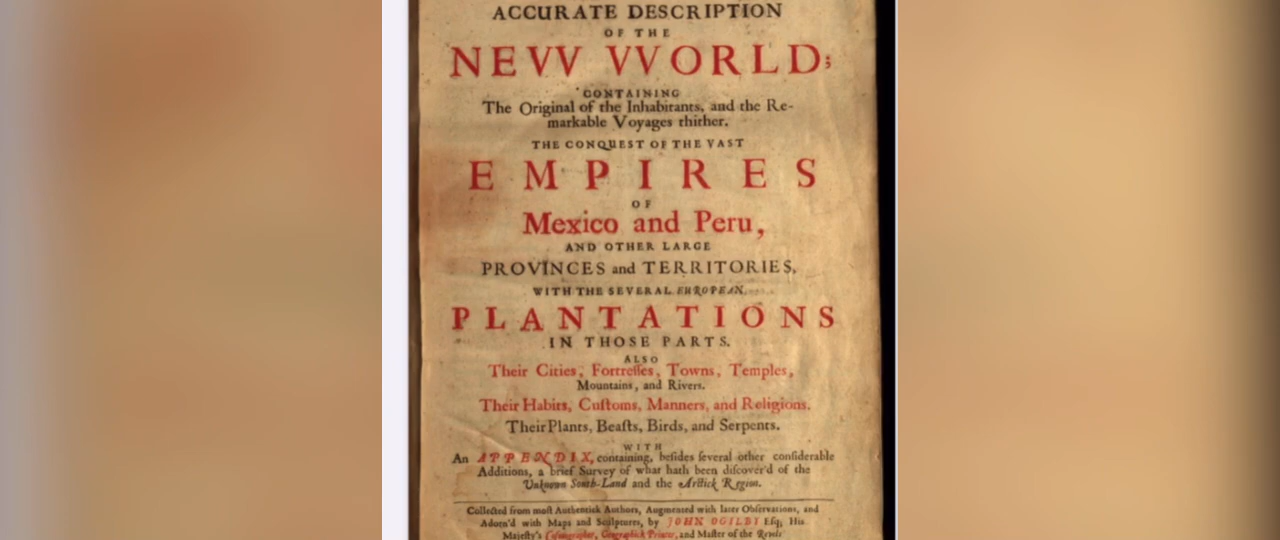 ACCURATE DESCRIPTION
OF THE
NEVV VVORLD;
CONTAINING
The Original of the Inhabitants, and the Re-
markable Voyages thither.
THE CONQUEST OF THE VAST
EMPIRES
OF
Mexico and Peru,
AND OTHER LARGE
PROVINCES and TERRITORIES,
WITH THE SEVERAL EUROPEAN
PLANTATIONS
IN THOSE PARTS.
ALSO
Their Cities, Fortreſſes, Towns, Temples,
Mountains, and Rivers.
Their Habits, Cuſtoms, Manners, and Religions.
Their Plants, Beaſts, Birds, and Serpents.
WITH
An APPENDIX, containing, beſides ſeveral other conſiderable
Additions, a brief Survey of what hath been diſcover'd of the
Unknown South-Land and the Arctick Region.
Collected from moſt Authentick Authors, Augmented with later Obſervations, and
Adorn'd with Maps and Sculptures, by JOHN OGILBY Eſq; His
Majeſty's Coſmographer, Geographick Printer, and Maſter of the Revels